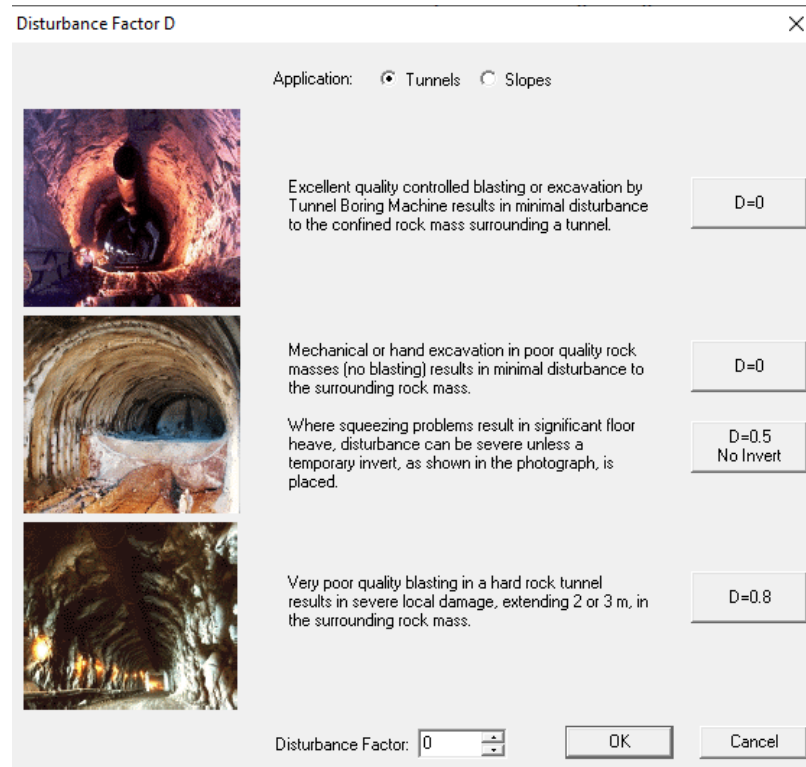 Disturbance Factor D
Application: Tunnels Slopes
Excellent quality controlled blasting or excavation by
Tunnel Boring Machine results in minimal disturbance
to the confined rock mass surrounding a tunnel.
D=0
Mechanical or hand excavation in poor quality rock
masses (no blasting) results in minimal disturbance to
the surrounding rock mass.
D=0
Where squeezing problems result in significant floor
heave, disturbance can be severe unless a
temporary invert, as shown in the photograph, is
placed.
D=0.5
No Invert
Very poor quality blasting in a hard rock tunnel
results in severe local damage, extending 2 or 3 m, in
the surrounding rock mass.
D=0.8
Disturbance Factor: 0 OK Cancel